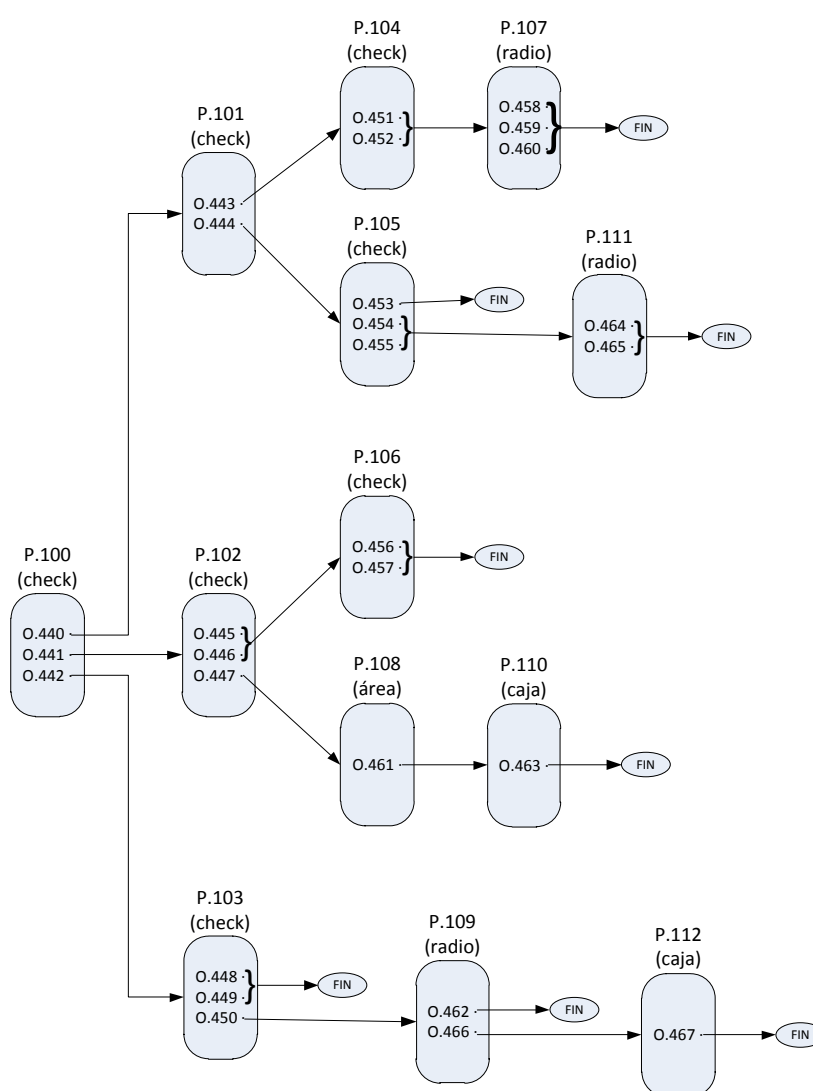 P.104
(check)
O.451
O.452
P.107
(radio)
O.458
O.459
O.460
FIN
P.101
(check)
O.443
O.444
P.105
(check)
O.453
O.454
O.455
FIN
P.111
(radio)
O.464
O.465
FIN
P.106
(check)
O.456
O.457
FIN
P.100
(check)
O.440
O.441
O.442
P.102
(check)
O.445
O.446
O.447
P.108
(área)
O.461
P.110
(caja)
O.463
FIN
P.103
(check)
O.448
O.449
O.450
FIN
P.109
(radio)
O.462
O.466
FIN
P.112
(caja)
O.467
FIN